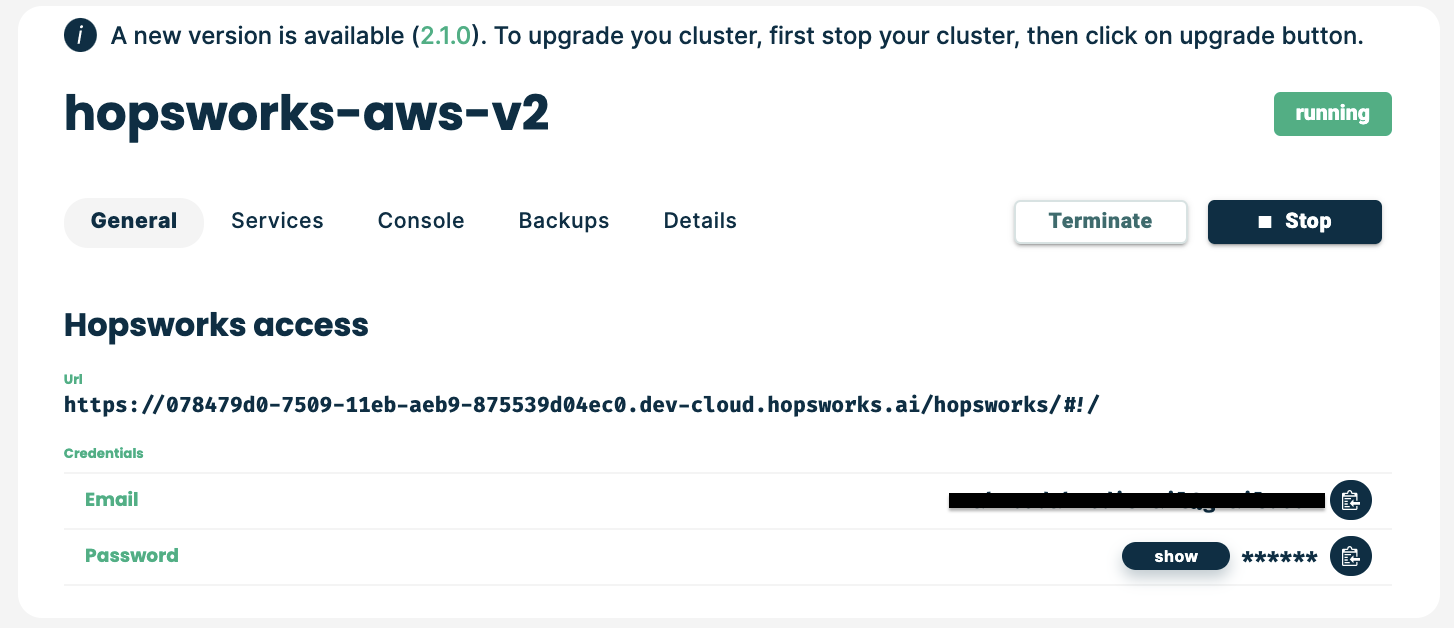 i A new version is available (2.1.0). To upgrade you cluster, first stop your cluster, then click on upgrade button.
hopsworks-aws-v2
running
General Services Console Backups Details Terminate Stop
Hopsworks access
Url
https://078479d0-7509-11eb-aeb9-875539d04ec0.dev-cloud.hopsworks.ai/hopsworks/#!/
Credentials
Email
Password show ******